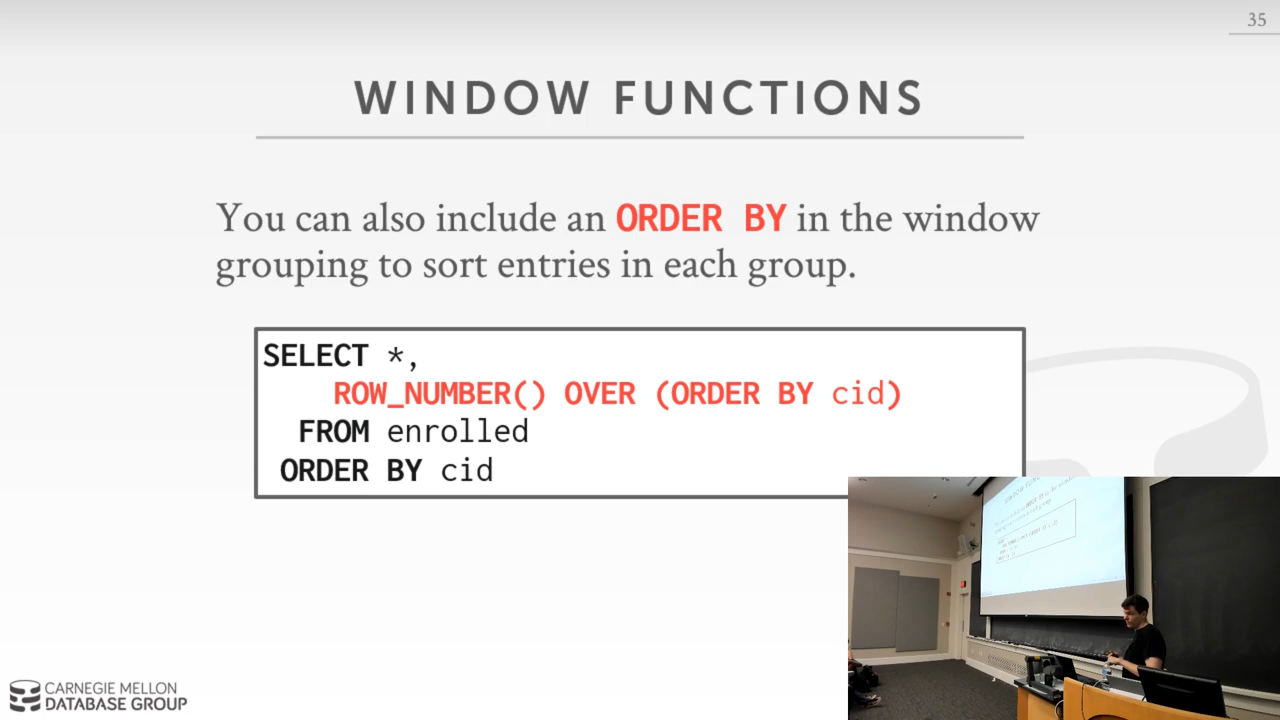 35
WINDOW FUNCTIONS
You can also include an ORDER BY in the window
grouping to sort entries in each group.
SELECT *,
ROW_NUMBER() OVER (ORDER BY cid)
FROM enrolled
ORDER BY cid
CARNEGIE MELLON
DATABASE GROUP